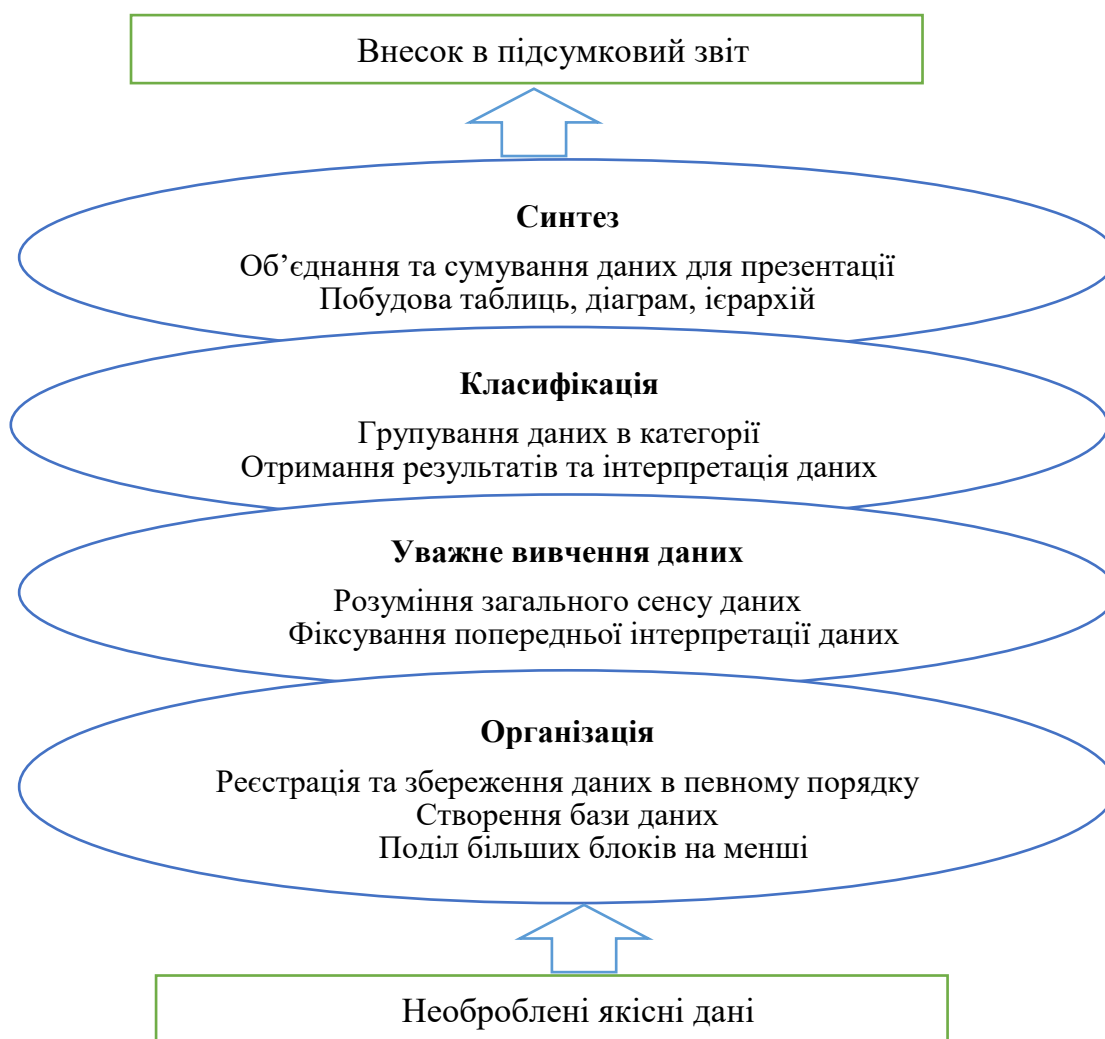 Внесок в підсумковий звіт
Синтез
Об’єднання та сумування даних для презентації
Побудова таблиць, діаграм, ієрархій
Класифікація
Групування даних в категорії
Отримання результатів та інтерпретація даних
Уважне вивчення даних
Розуміння загального сенсу даних
Фіксування попередньої інтерпретації даних
Організація
Реєстрація та збереження даних в певному порядку
Створення бази даних
Поділ більших блоків на менші
Необроблені якісні дані